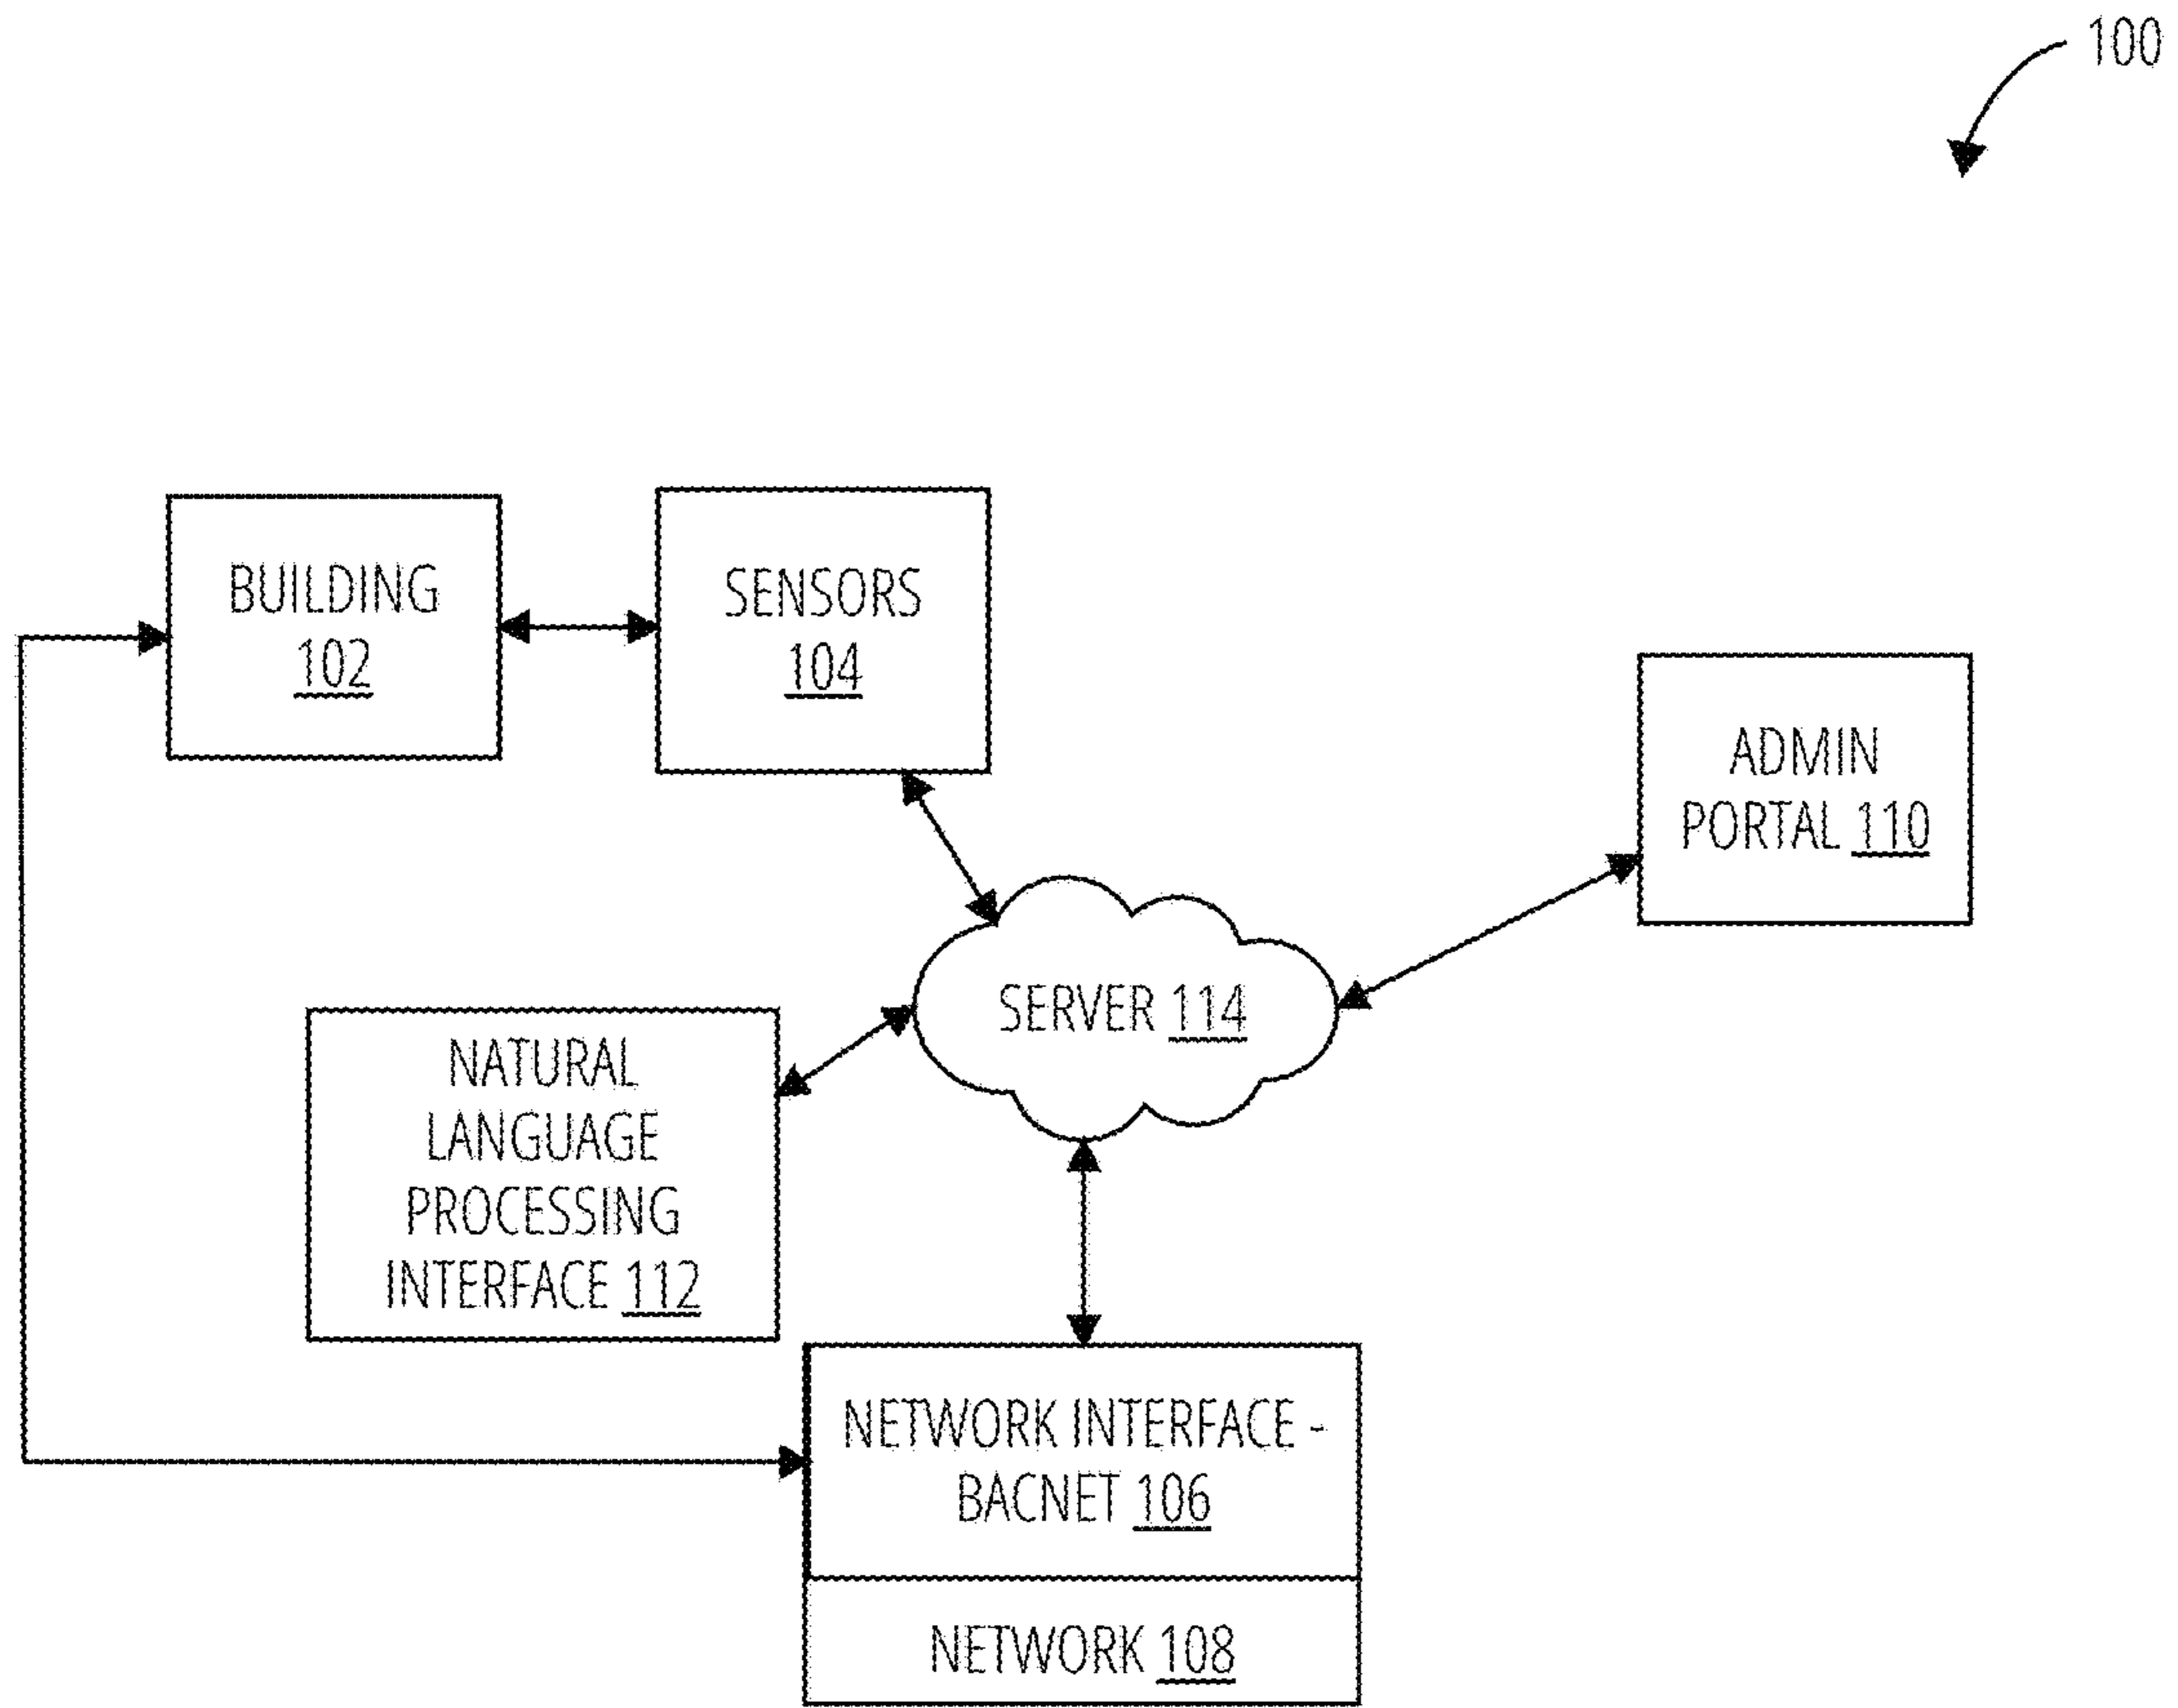 100
BUILDING
102
SENSORS
104
ADMIN
PORTAL 110
SERVER 114
NATURAL
LANGUAGE
PROCESSING
INTERFACE 112
NETWORK INTERFACE -
BACNET 106
NETWORK 108